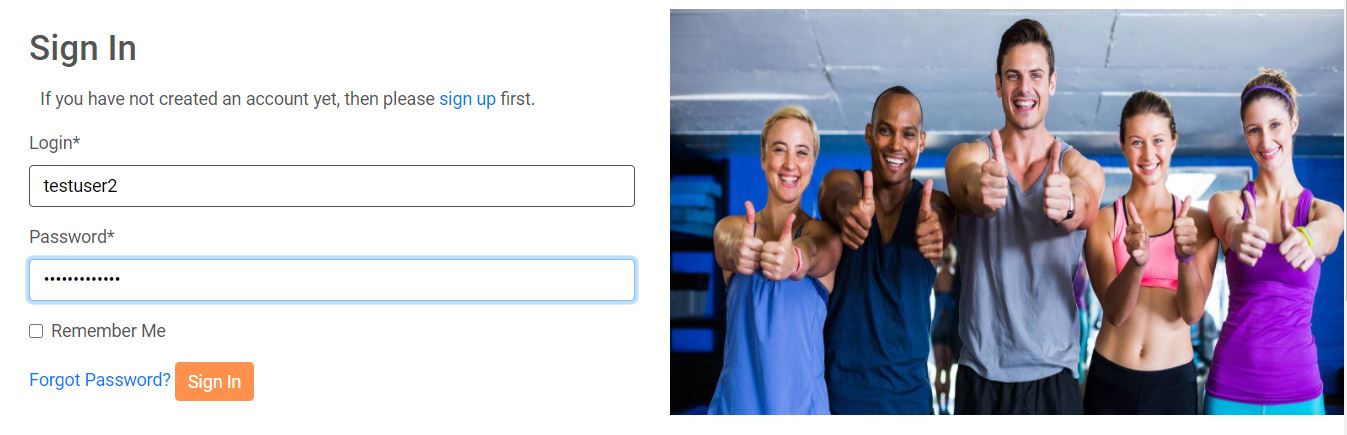 Sign In
If you have not created an account yet, then please sign up first.
Login*
testuser2
Password*
•••••••••••••
Remember Me
Forgot Password? Sign In